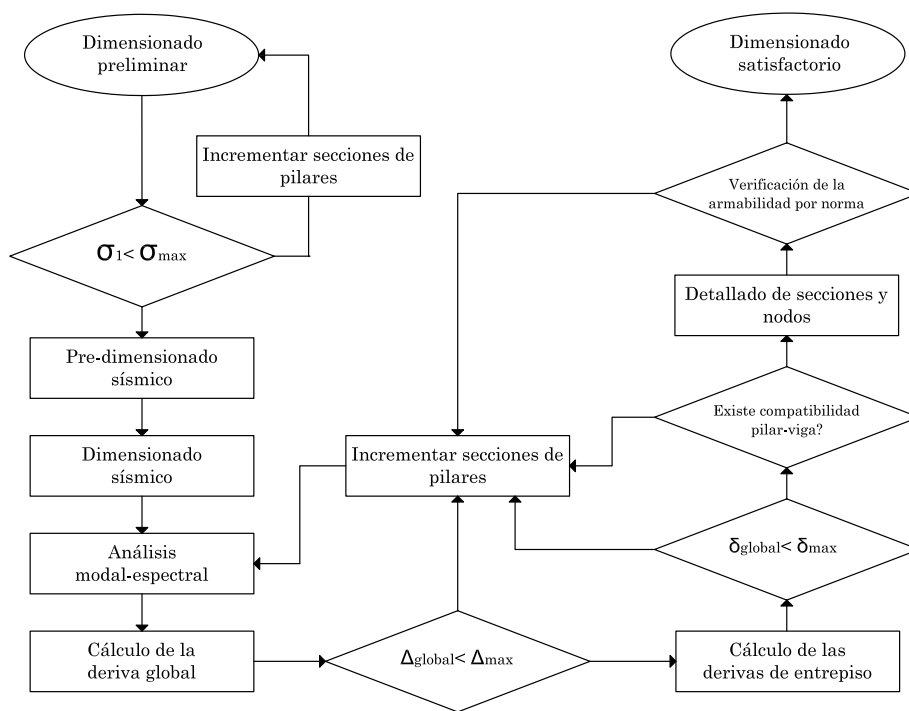 Dimensionado
preliminar
Incrementar secciones de
pilares
σ1< σmax
Pre-dimensionado
sísmico
Dimensionado
sísmico
Análisis
modal-espectral
Cálculo de la
deriva global
Δglobal< Δmax
Incrementar secciones de
pilares
Cálculo de las
derivas de entrepiso
δglobal< δmax
Existe compatibilidad
pilar-viga?
Detallado de secciones y
nodos
Verificación de la
armabilidad por norma
Dimensionado
satisfactorio